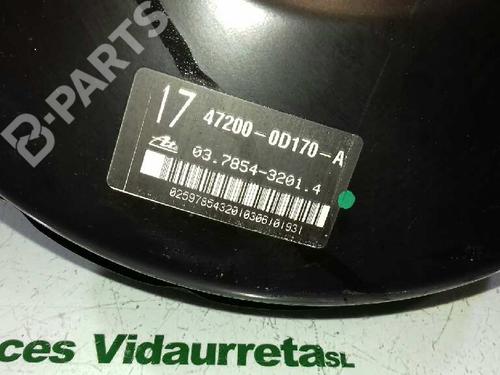 B-PARTS
17 47200-0D170-A
Ate 03.7854-3201.4
0259785432010306101931
ces Vidaurreta SL